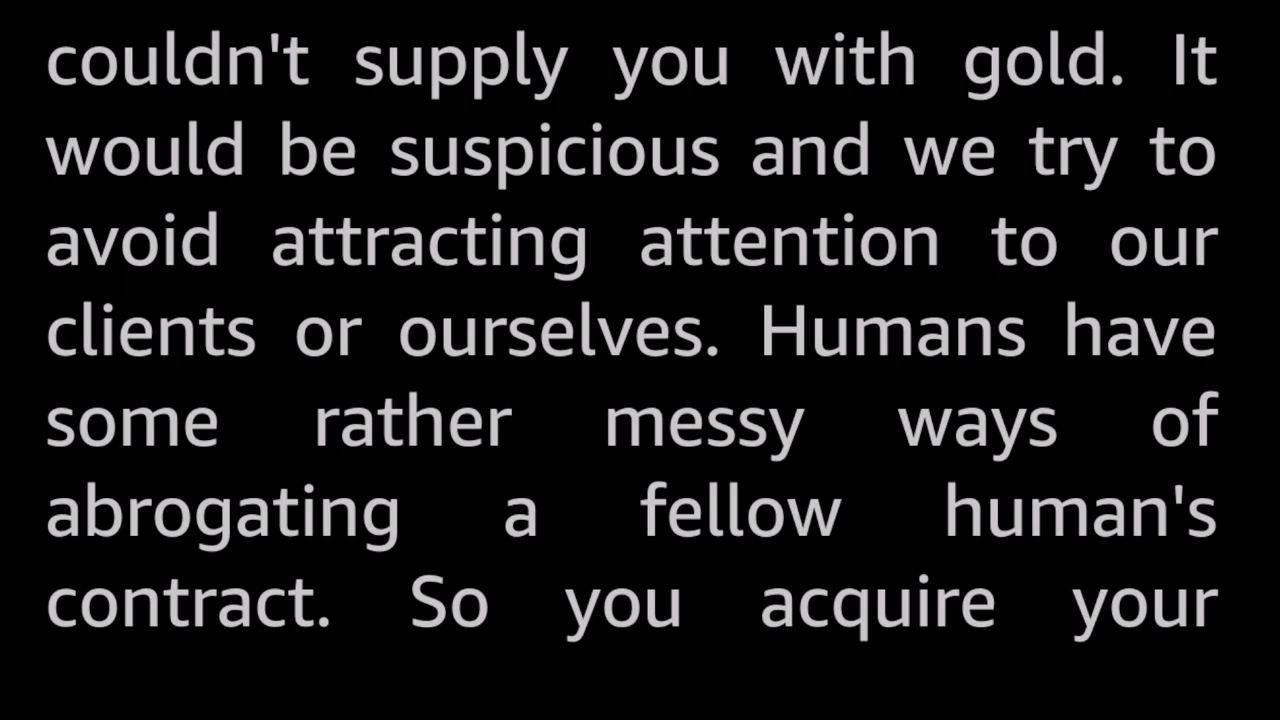 couldn't supply you with gold. It
would be suspicious and we try to
avoid attracting attention to our
clients or ourselves. Humans have
some rather messy ways of
abrogating a fellow human's
contract. So you acquire your